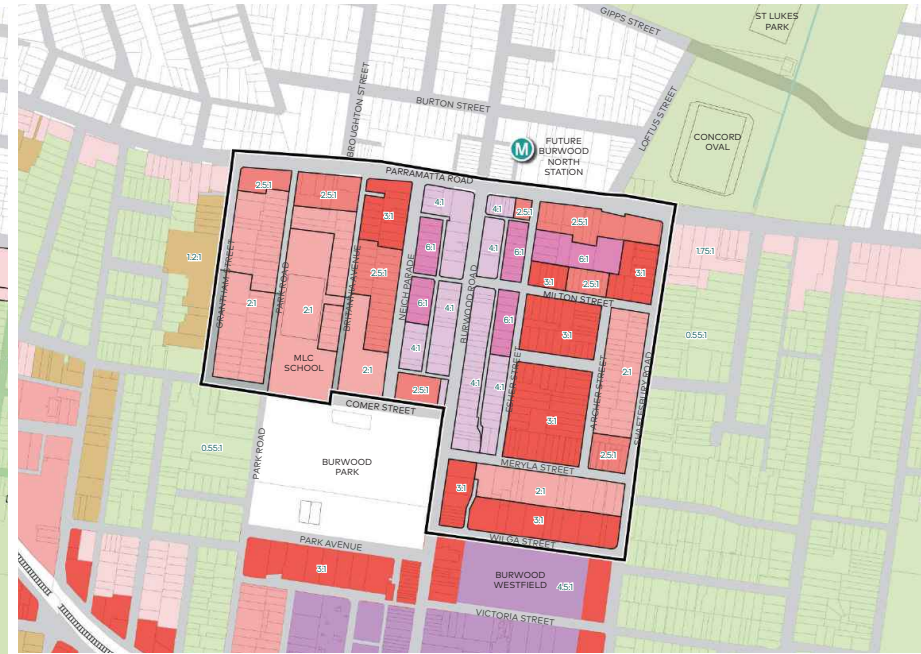 GIPPS STREET
ST LUKES
PARK
BROUGHTON STREET
BURTON STREET
LOFTUS STREET
CONCORD
OVAL
M
FUTURE
BURWOOD
NORTH
STATION
PARRAMATTA ROAD
2.5:1
2.5:1
3:1
4:1
4:1
2.5:1
2.5:1
1.2:1
6:1
4:1
6:1
6:1
3:1
1.75:1
GRANTHAM STREET
2:1
PARK ROAD
2:1
BRITANNIA AVENUE
2.5:1
NEICH PARADE
6:1
4:1
BURWOOD ROAD
6:1
3:1
2.5:1
MILTON STREET
3:1
0.55:1
MLC
SCHOOL
2:1
4:1
2.5:1
4:1
4:1
ESHER STREET
3:1
ARCHER STREET
2:1
SHAFTESBURY ROAD
2.5:1
COMER STREET
0.55:1
PARK ROAD
BURWOOD
PARK
MERYLA STREET
3:1
2:1
3:1
WILGA STREET
PARK AVENUE
3:1
BURWOOD
WESTFIELD
4.5:1
VICTORIA STREET